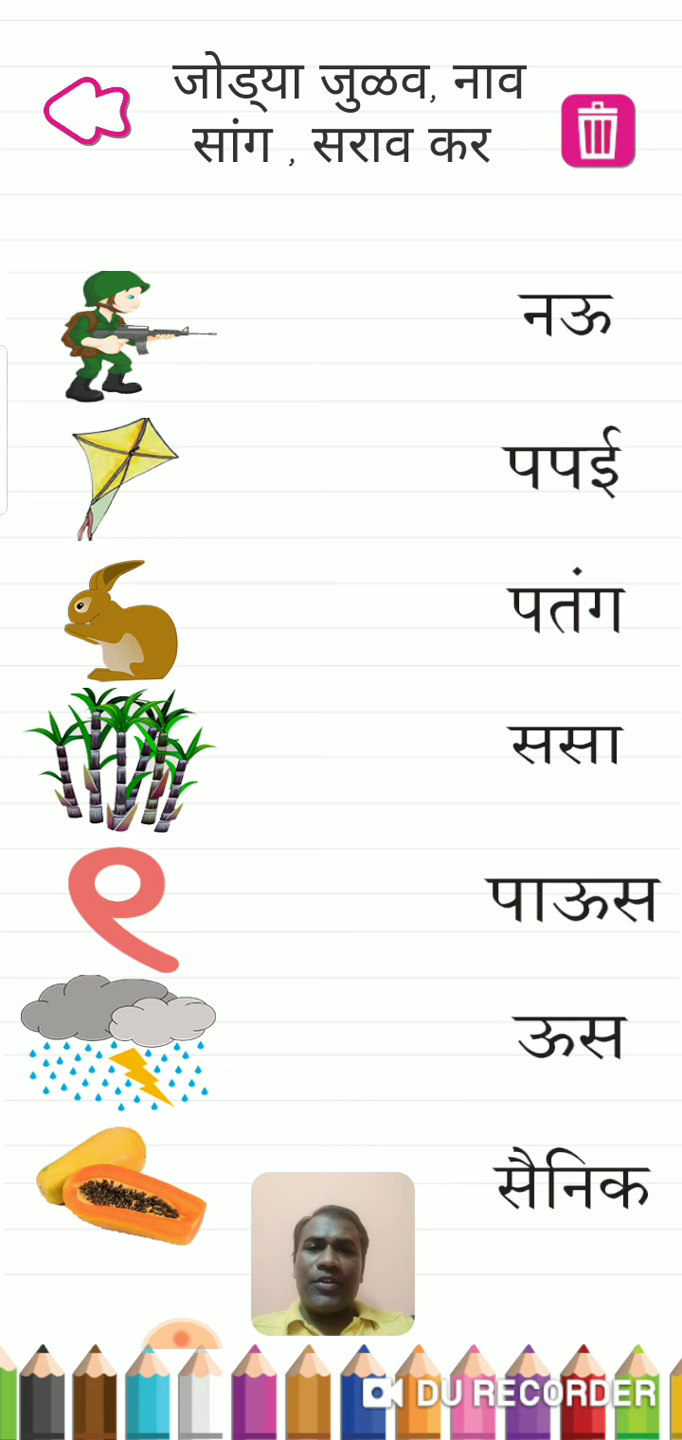 जोड्या जुळव, नाव
सांग , सराव कर
नऊ
पपई
पतंग
ससा
९
पाऊस
ऊस
सैनिक
DU RECORDER